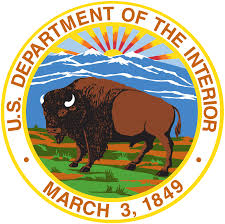 U.S. DEPARTMENT OF THE INTERIOR
MARCH 3, 1849